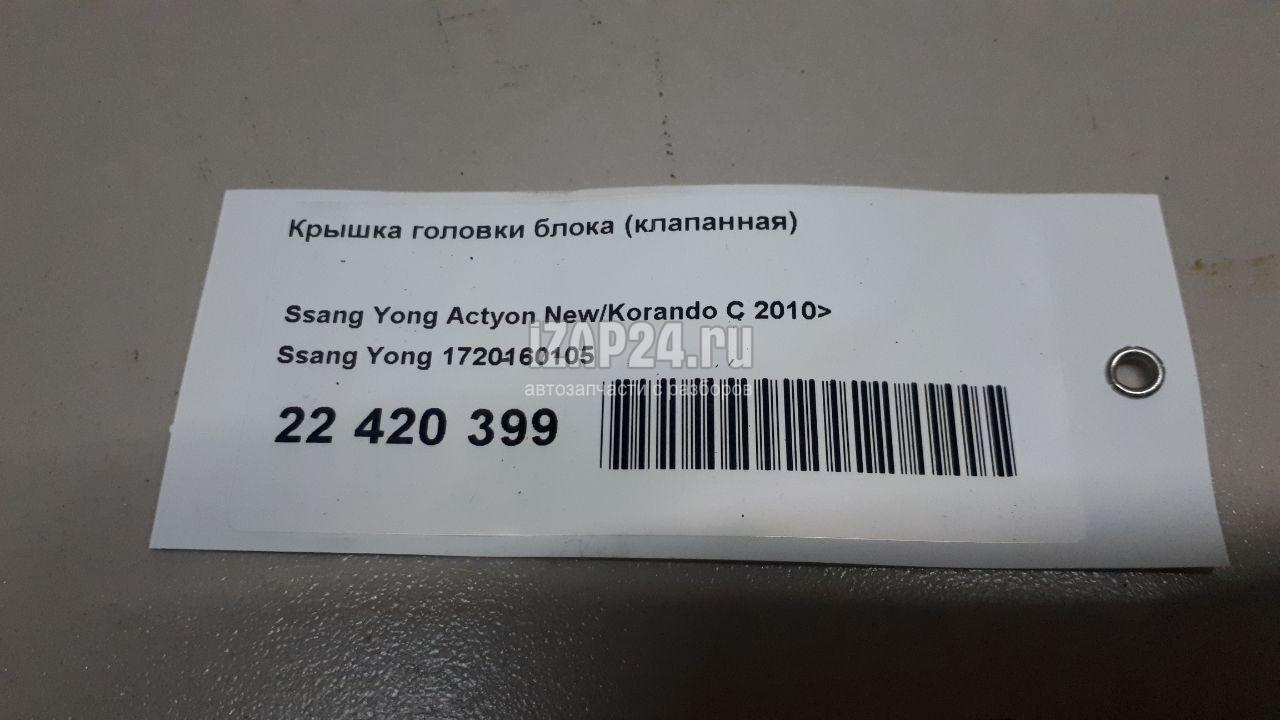 Крышка головки блока (клапанная)
Ssang Yong Actyon New/Korando C 2010>
iZAP24.ru
Ssang Yong 1720160105
автозапчасти с разборов
22 420 399